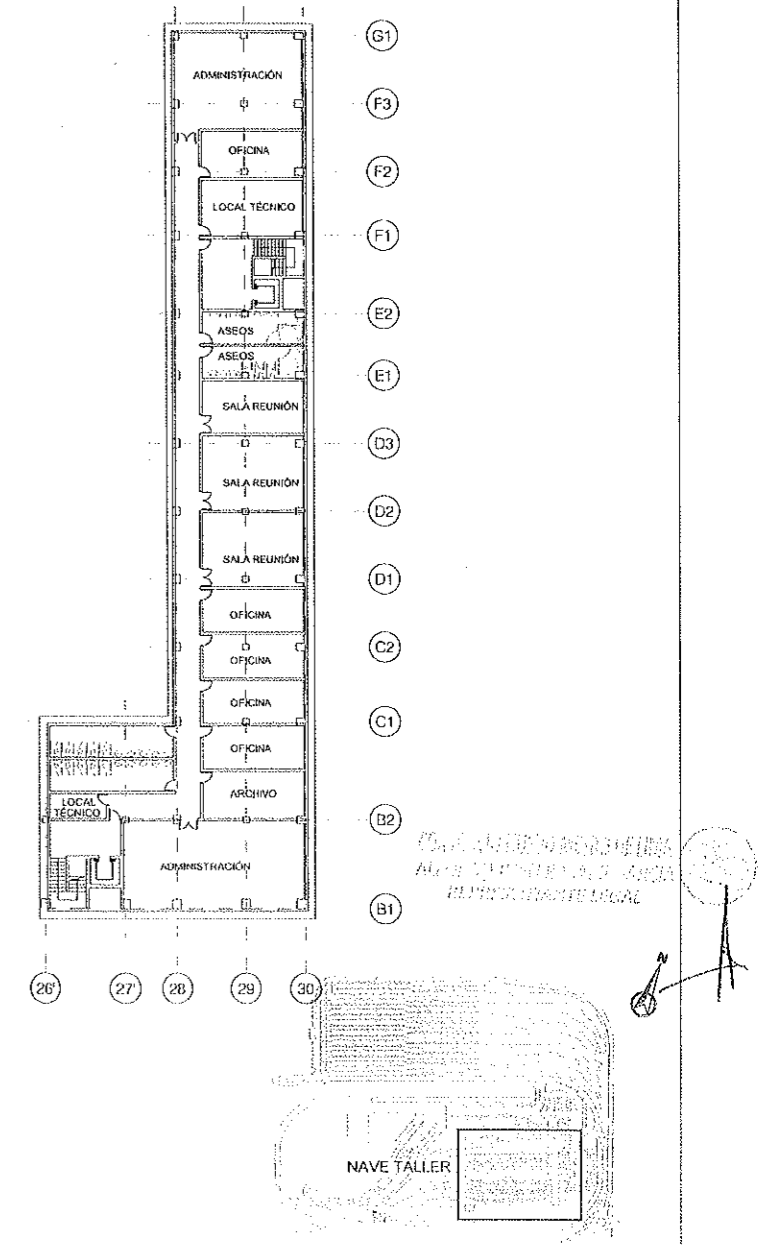 G1
ADMINISTRACIÓN
F3
OFICINA
F2
LOCAL TÉCNICO
F1
E2
ASEOS
ASEOS
E1
SALA REUNIÓN
D3
SALA REUNIÓN
D2
SALA REUNIÓN
D1
OFICINA
C2
OFICINA
OFICINA
C1
OFICINA
ARCHIVO
LOCAL
TÉCNICO
B2
ADMINISTRACIÓN
REPRESENTANTE LEGAL
B1
26'
27'
28
29
30
N
NAVE TALLER